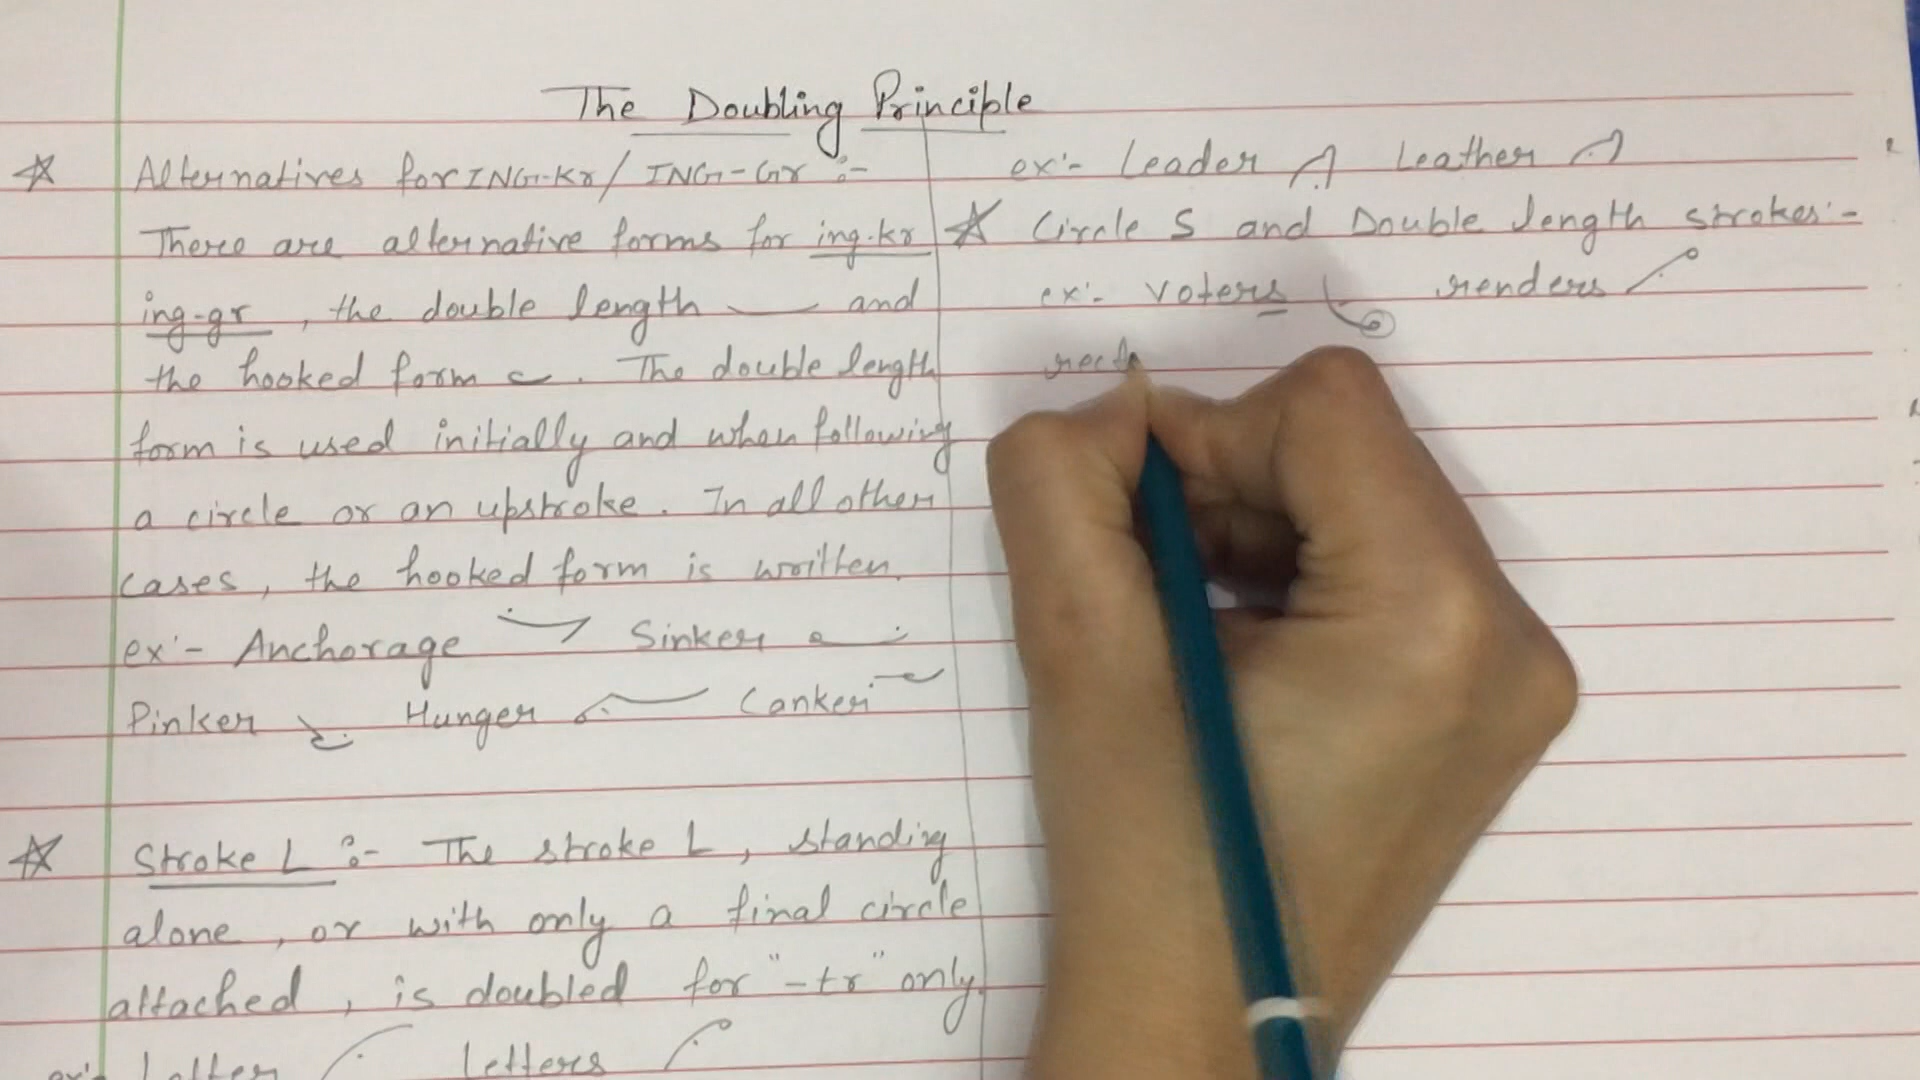 The Doubling Principle
Alternatives for ING-Kr/ ING-Gr :-
There are alternative forms for ing-kr
ing-gr, the double length and
the hooked form. The double length
form is used initially and when following
a circle or an upstroke. In all other
cases, the hooked form is written.
ex:- Anchorage Sinker
Pinker Hunger Canker
Stroke L :- The stroke L, standing
alone, or with only a final circle
attached, is doubled for "-tr" only.
ex:- Letter letters
ex:- Leader Leather
Circle S and Double length strokes:-
ex:- voters renders